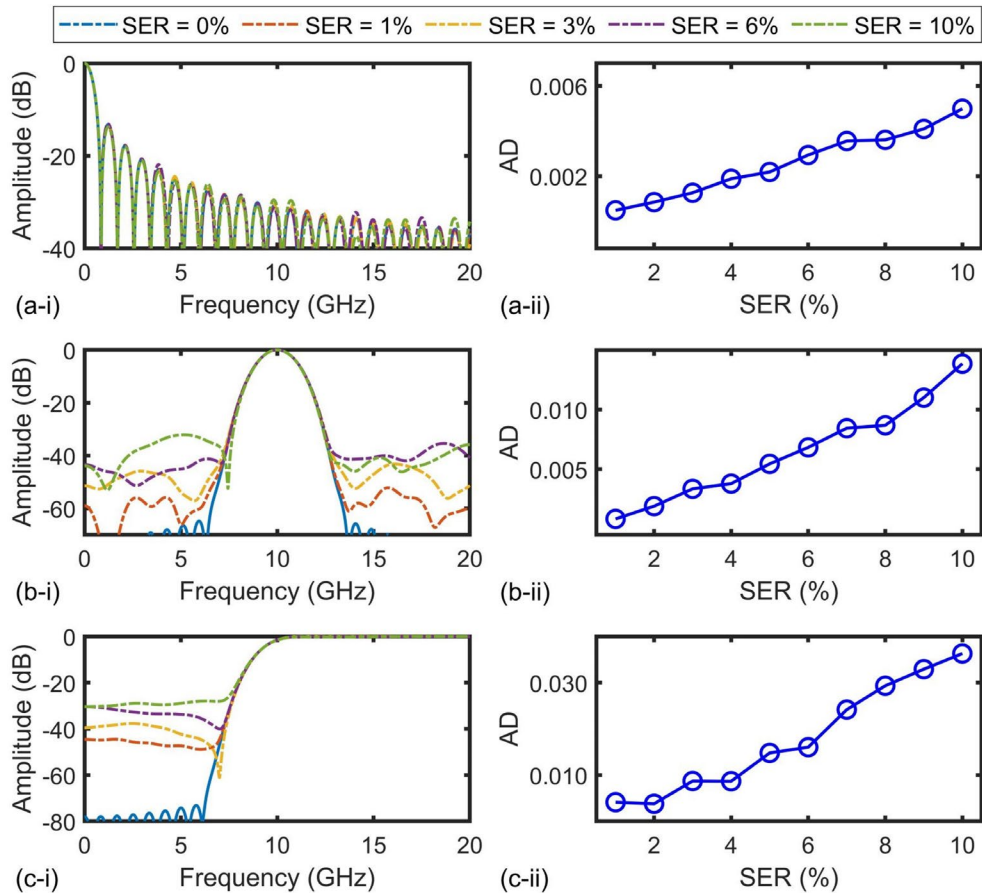 SER = 0% SER = 1% SER = 3% SER = 6% SER = 10%
0
-20
-40
Amplitude (dB)
0 5 10 15 20
Frequency (GHz)
(a-i)
0.006
0.002
AD
2 4 6 8 10
SER (%)
(a-ii)
0
-20
-40
-60
Amplitude (dB)
0 5 10 15 20
Frequency (GHz)
(b-i)
0.010
0.005
AD
2 4 6 8 10
SER (%)
(b-ii)
0
-20
-40
-60
-80
Amplitude (dB)
0 5 10 15 20
Frequency (GHz)
(c-i)
0.030
0.010
AD
2 4 6 8 10
SER (%)
(c-ii)